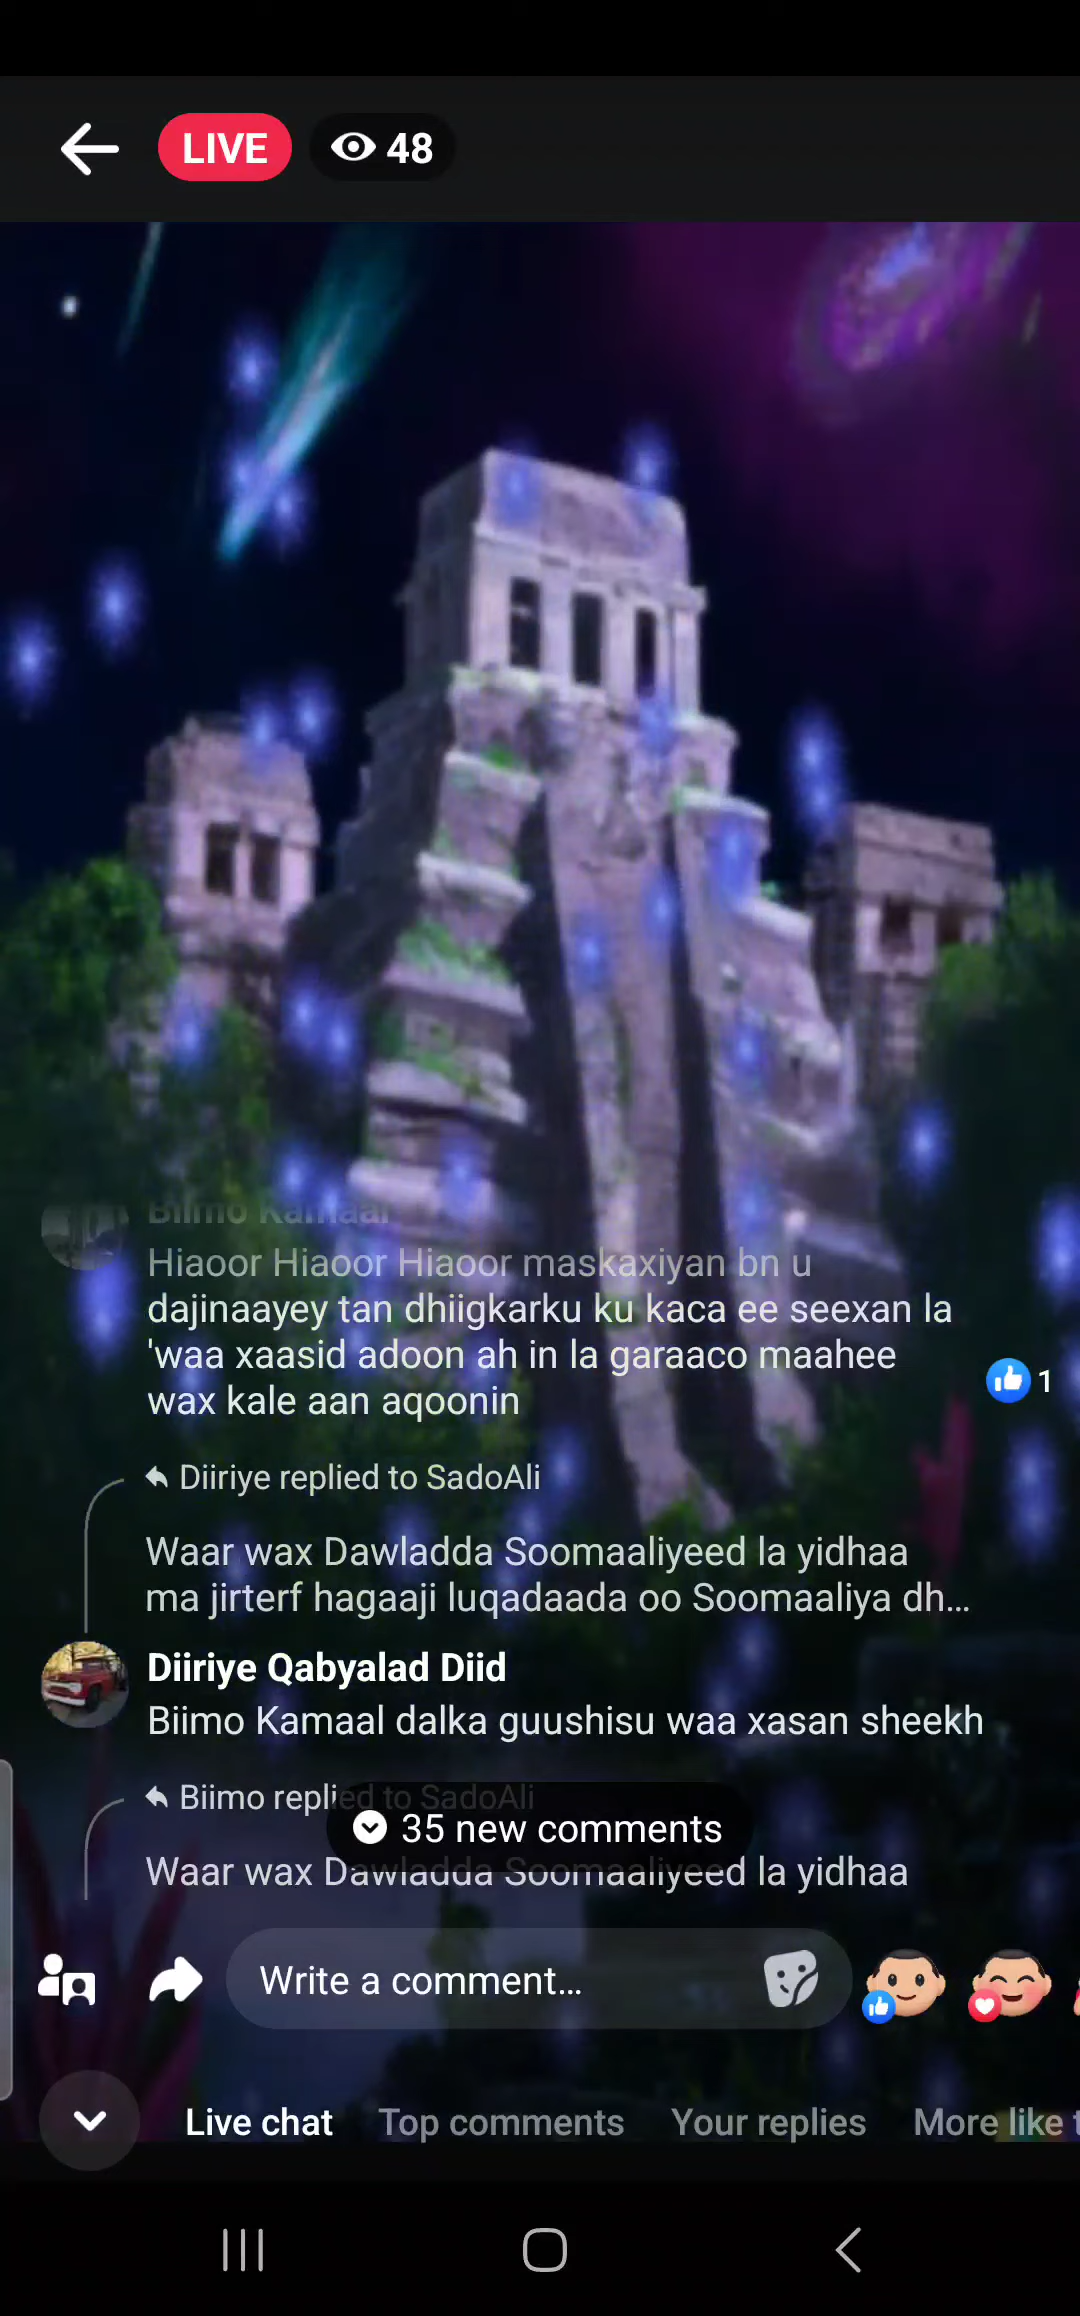 LIVE 48
Biimo Kamaal
Hiaoor Hiaoor Hiaoor maskaxiyan bn u
dajinaayey tan dhiigkarku ku kaca ee seexan la
'waa xaasid adoon ah in la garaaco maahee
wax kale aan aqoonin
1
Diiriye replied to SadoAli
Waar wax Dawladda Soomaaliyeed la yidhaa
ma jirterf hagaaji luqadaada oo Soomaaliya dh...
Diiriye Qabyalad Diid
Biimo Kamaal dalka guushisu waa xasan sheekh
Biimo replied to SadoAli
35 new comments
Waar wax Dawladda Soomaaliyeed la yidhaa
Write a comment...
Live chat Top comments Your replies More like t